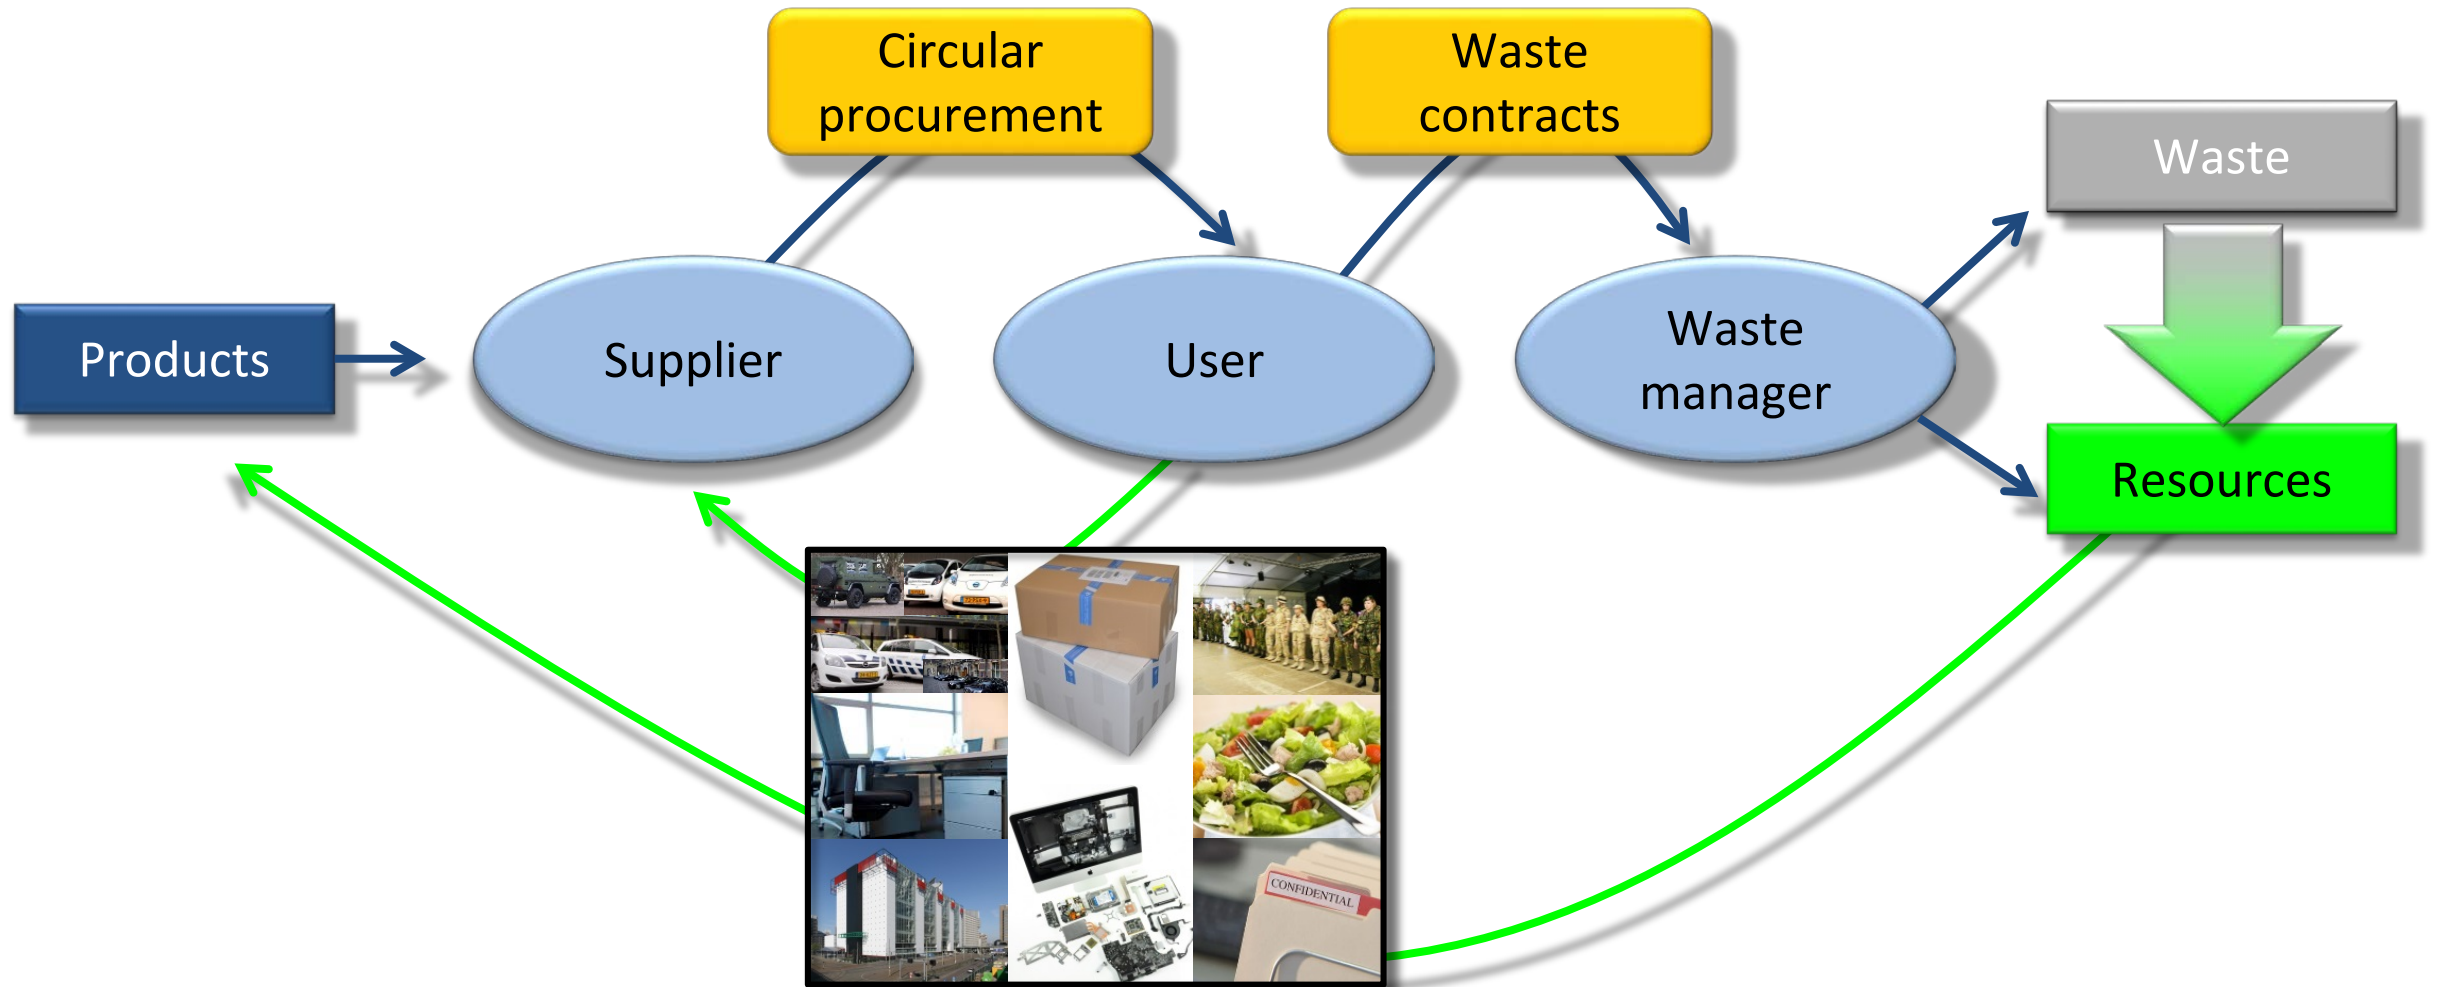 Circular
procurement
Waste
contracts
Waste
Products
Supplier
User
Waste
manager
Resources
CONFIDENTIAL